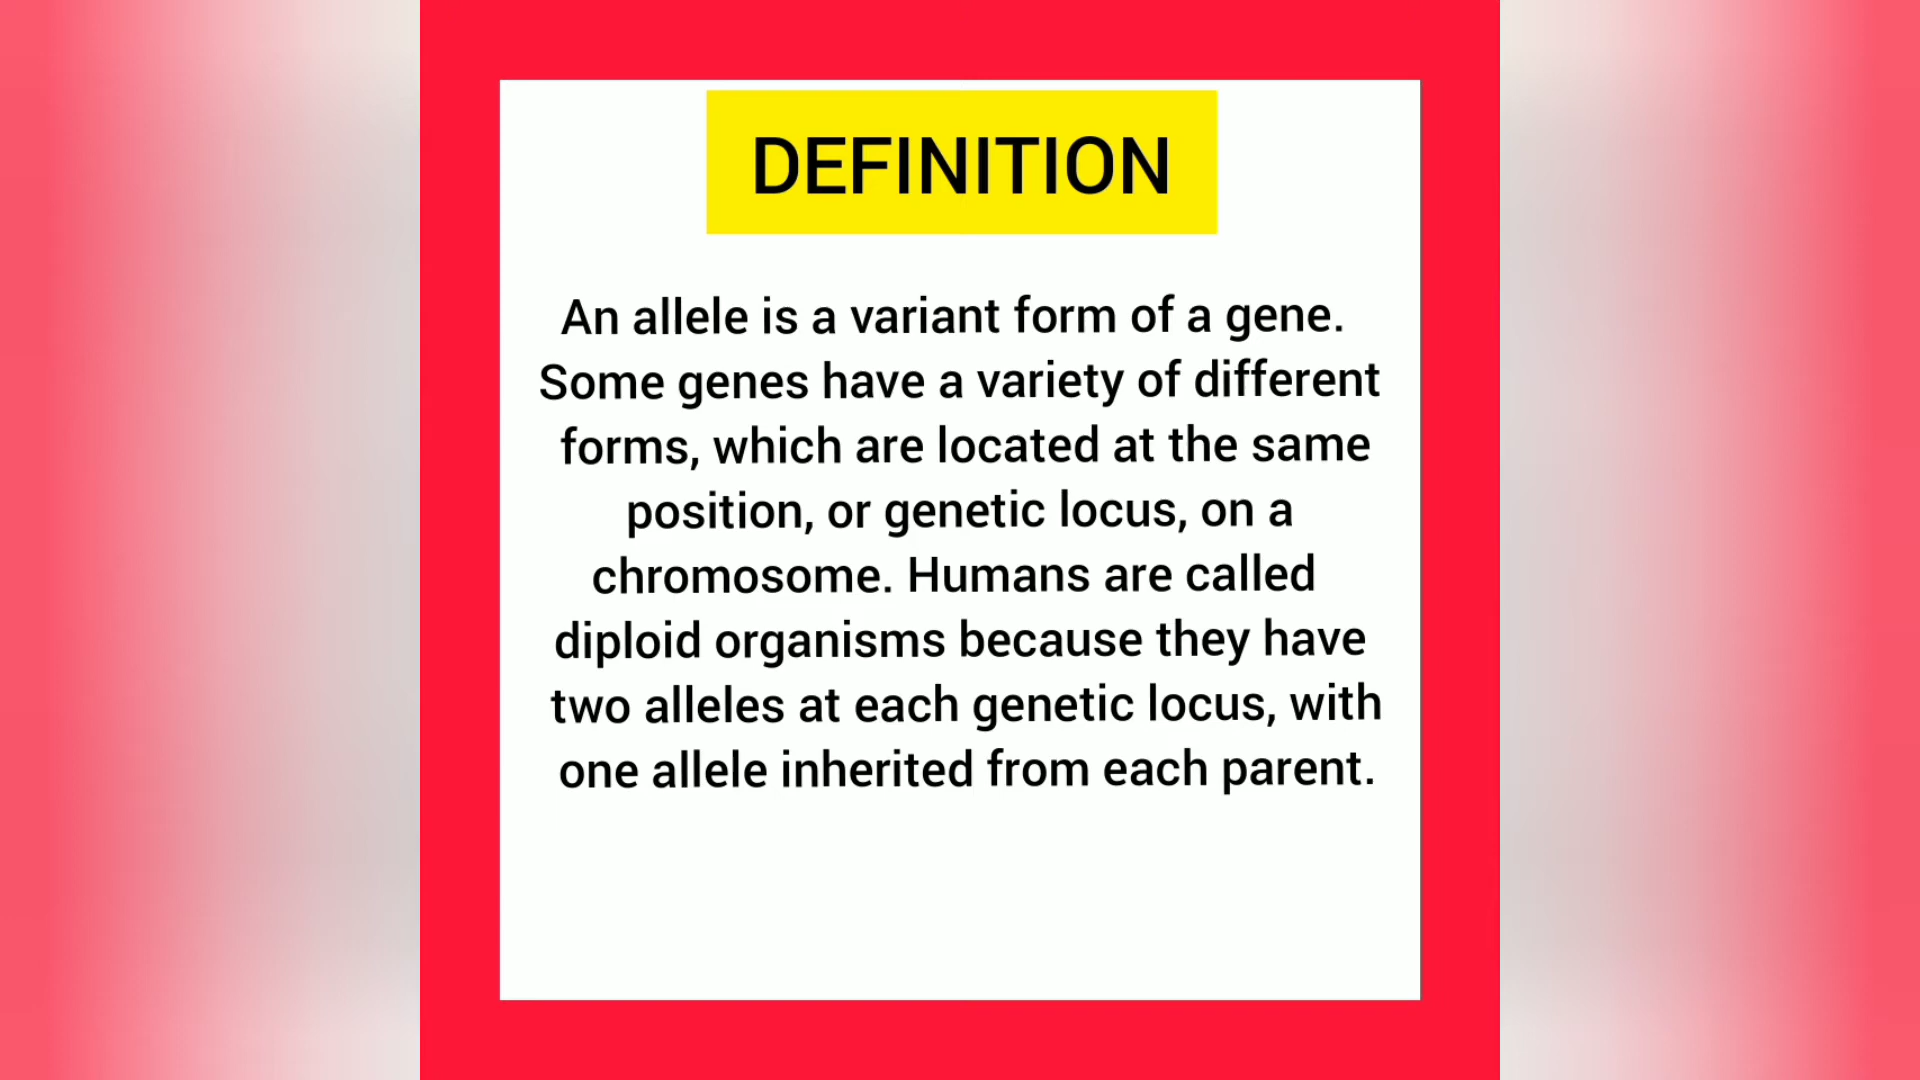 DEFINITION
An allele is a variant form of a gene.
Some genes have a variety of different
forms, which are located at the same
position, or genetic locus, on a
chromosome. Humans are called
diploid organisms because they have
two alleles at each genetic locus, with
one allele inherited from each parent.